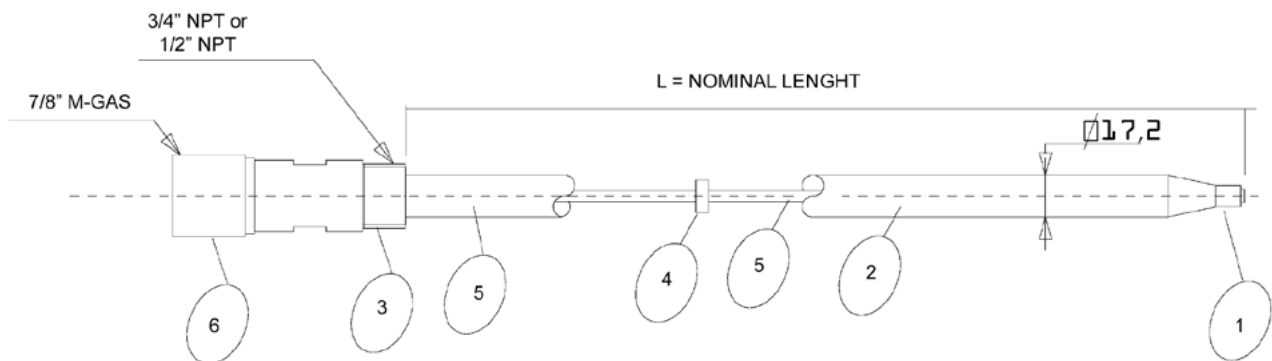 3/4" NPT or
1/2" NPT
L = NOMINAL LENGHT
7/8" M-GAS
⌀17,2
6
3
5
4
5
2
1